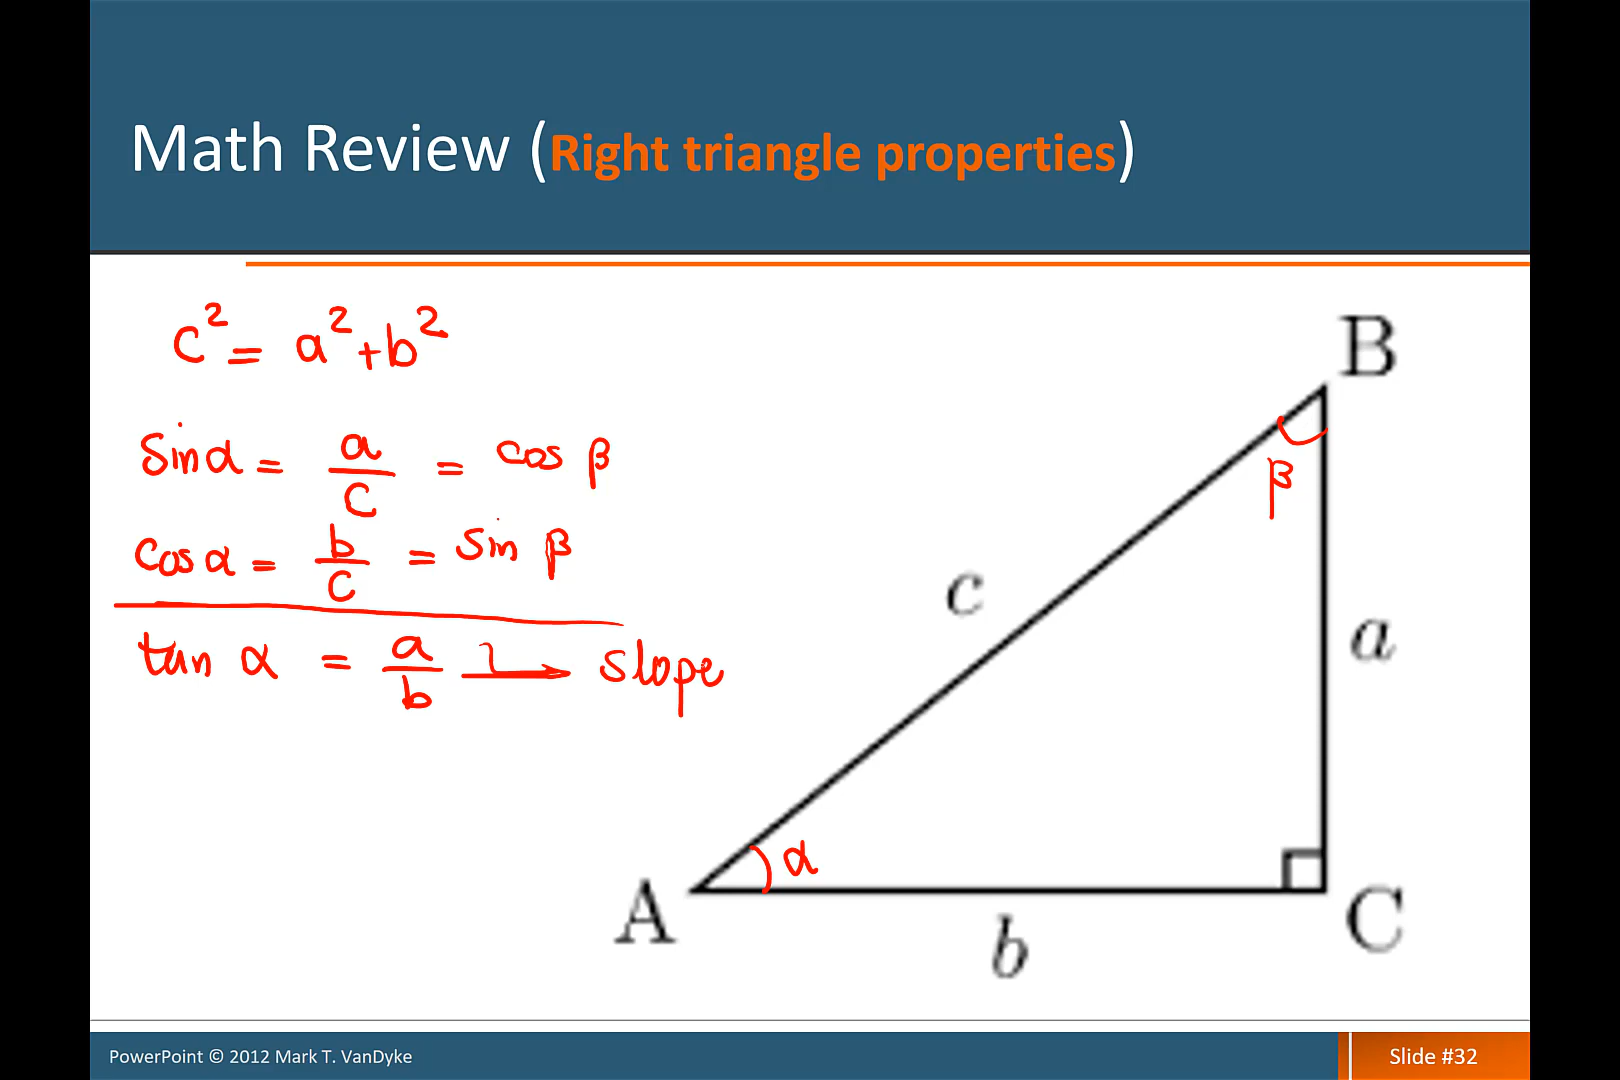 Math Review (Right triangle properties)
c² = a² + b²
Sin α = a/c = cos β
cos α = b/c = sin β
tan α = a/b → slope
B
β
c
a
α
A
b
C
PowerPoint © 2012 Mark T. VanDyke
Slide #32